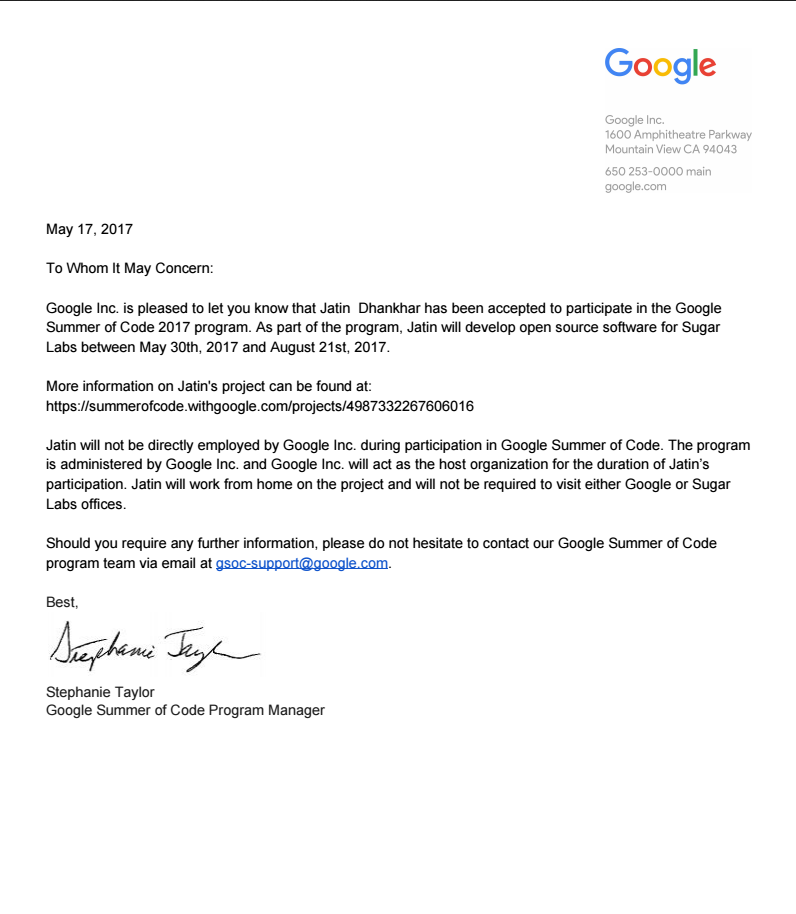 Google
Google Inc.
1600 Amphitheatre Parkway
Mountain View CA 94043
650 253-0000 main
google.com
May 17, 2017
To Whom It May Concern:
Google Inc. is pleased to let you know that Jatin  Dhankhar has been accepted to participate in the Google
Summer of Code 2017 program. As part of the program, Jatin will develop open source software for Sugar
Labs between May 30th, 2017 and August 21st, 2017.
More information on Jatin's project can be found at:
https://summerofcode.withgoogle.com/projects/4987332267606016
Jatin will not be directly employed by Google Inc. during participation in Google Summer of Code. The program
is administered by Google Inc. and Google Inc. will act as the host organization for the duration of Jatin’s
participation. Jatin will work from home on the project and will not be required to visit either Google or Sugar
Labs offices.
Should you require any further information, please do not hesitate to contact our Google Summer of Code
program team via email at gsoc-support@google.com.
Best,
Stephanie Taylor
Stephanie Taylor
Google Summer of Code Program Manager